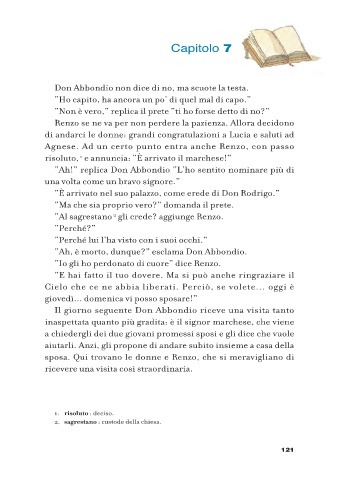 Capitolo 7
Don Abbondio non dice di no, ma scuote la testa.
"Ho capito, ha ancora un po' di quel mal di capo."
"Non è vero," replica il prete "ti ho forse detto di no?"
Renzo se ne va per non perdere la pazienza. Allora decidono
di andarci le donne: grandi congratulazioni a Lucia e saluti ad
Agnese. Ad un certo punto entra anche Renzo, con passo
risoluto,¹ e annuncia: "È arrivato il marchese!"
"Ah!" replica Don Abbondio "L'ho sentito nominare più di
una volta come un bravo signore."
"È arrivato nel suo palazzo, come erede di Don Rodrigo."
"Ma che sia proprio vero?" domanda il prete.
"Al sagrestano² gli crede? aggiunge Renzo.
"Perché?"
"Perché lui l'ha visto con i suoi occhi."
"Ah, è morto, dunque?" esclama Don Abbondio.
"Io gli ho perdonato di cuore" dice Renzo.
"E hai fatto il tuo dovere. Ma si può anche ringraziare il
Cielo che ce ne abbia liberati. Perciò, se volete... oggi è
giovedì... domenica vi posso sposare!"
Il giorno seguente Don Abbondio riceve una visita tanto
inaspettata quanto più gradita: è il signor marchese, che viene
a chiedergli dei due giovani promessi sposi e gli dice che vuole
aiutarli. Anzi, gli propone di andare subito insieme a casa della
sposa. Qui trovano le donne e Renzo, che si meravigliano di
ricevere una visita così straordinaria.
1. risoluto : deciso.
2. sagrestano : custode della chiesa.
121